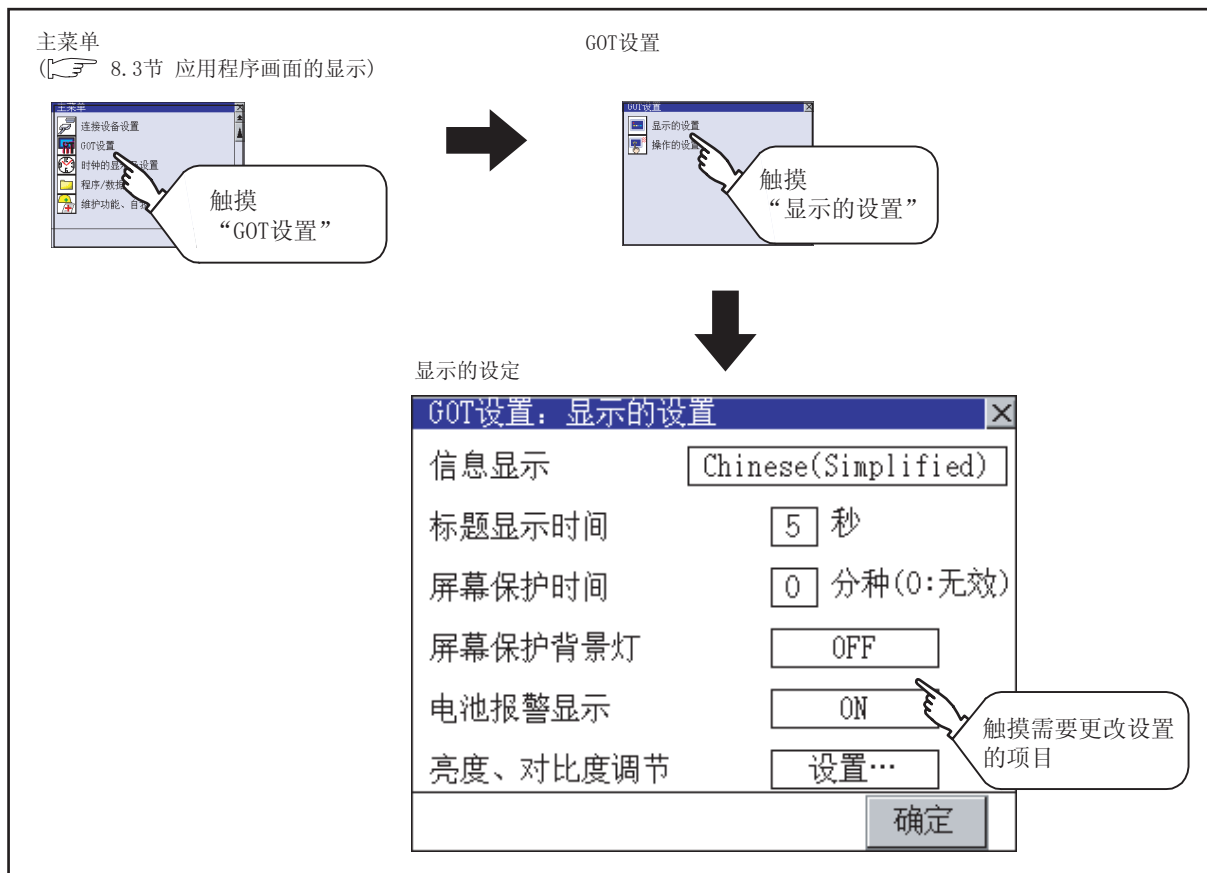 主菜单
(☞ 8.3节 应用程序画面的显示)
主菜单
连接设备设置
GOT设置
时钟的显示 设置
程序/数据
维护功能、自
触摸
“GOT设置”
GOT设置
GOT设置
显示的设置
操作的设
触摸
“显示的设置”
显示的设定
GOT设置: 显示的设置
信息显示 Chinese(Simplified)
标题显示时间 5 秒
屏幕保护时间 0 分种(0:无效)
屏幕保护背景灯 OFF
电池报警显示 ON
亮度、对比度调节 设置…
触摸需要更改设置
的项目
确定